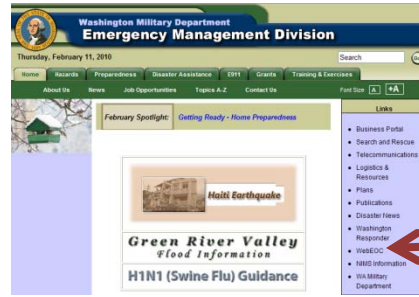 Washington Military Department
Emergency Management Division
Thursday, February 11, 2010
Search
Home Hazards Preparedness Disaster Assistance E911 Grants Training & Exercises
About Us News Job Opportunities Topics A-Z Contact Us Font Size A +A
February Spotlight: Getting Ready - Home Preparedness
Haiti Earthquake
Green River Valley
Flood Information
H1N1 (Swine Flu) Guidance
Links
Business Portal
Search and Rescue
Telecommunications
Logistics &
Resources
Plans
Publications
Disaster News
Washington
Responder
WebEOC
NIMS Information
WA Military
Department